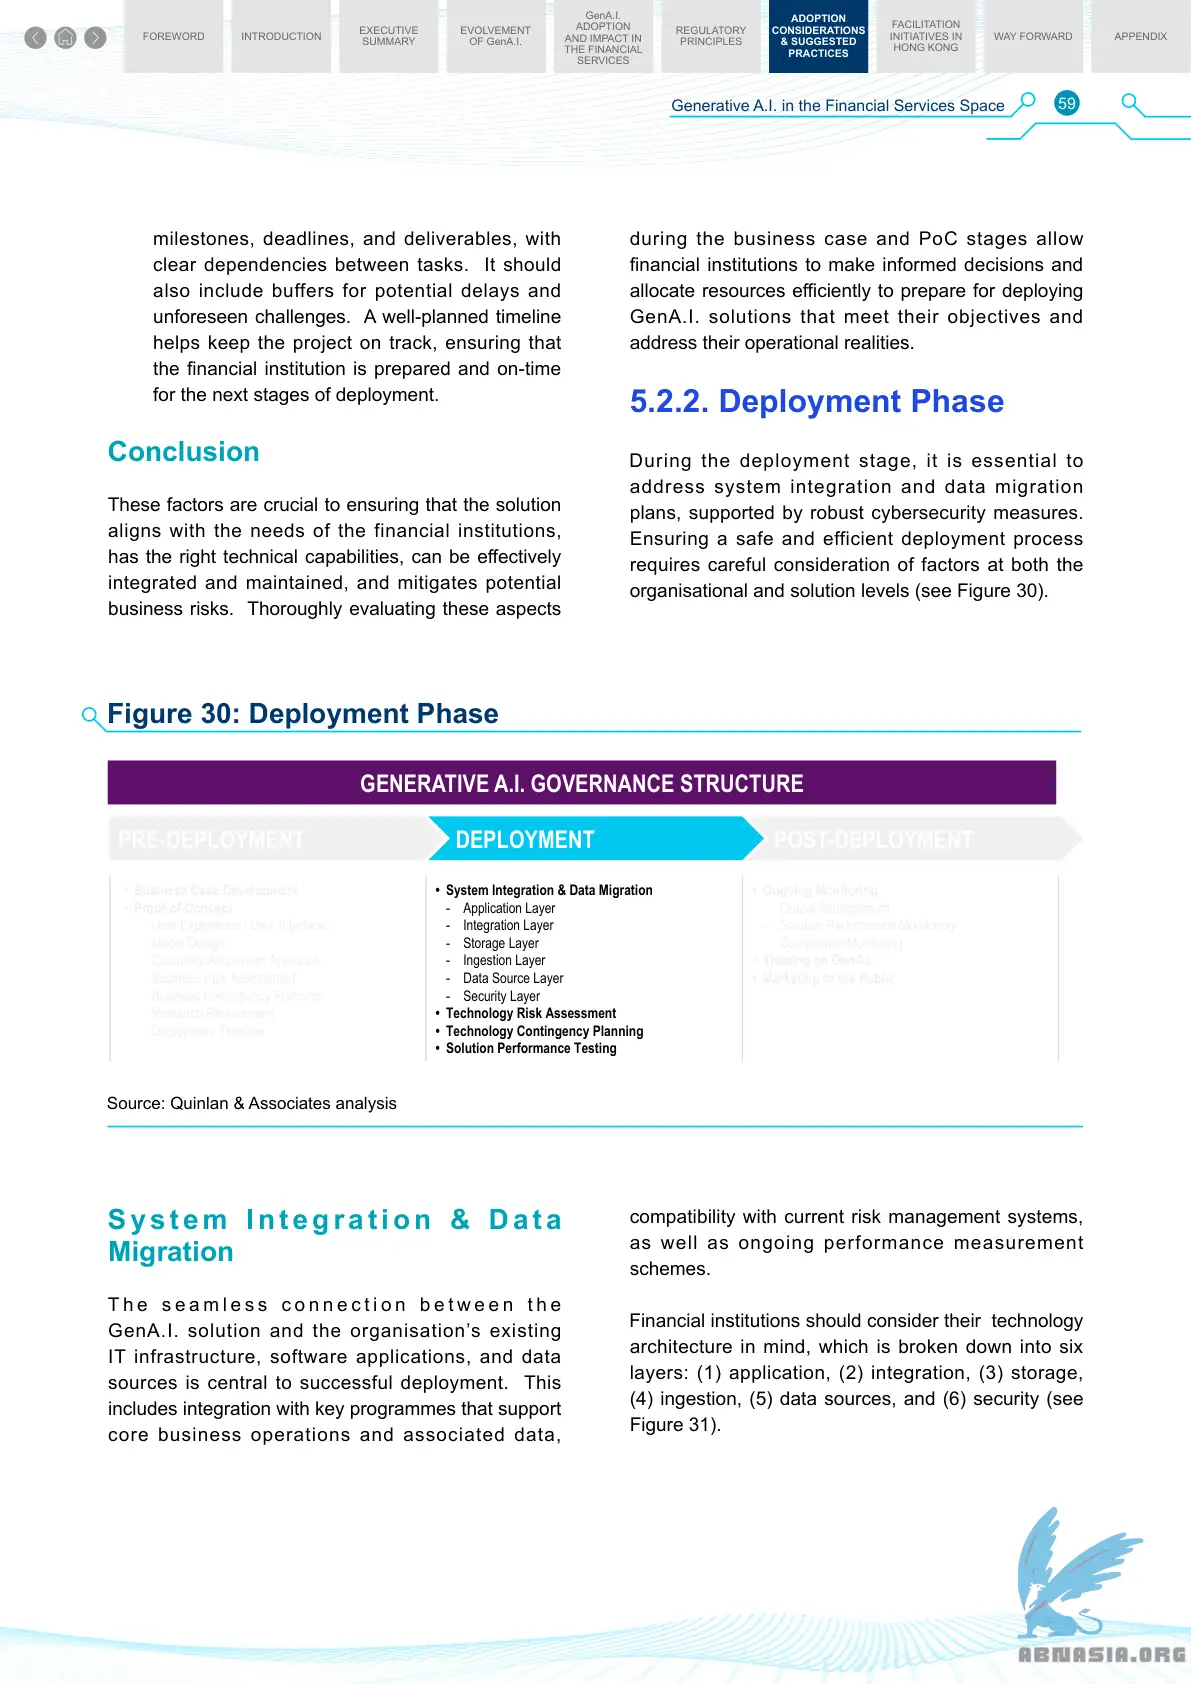 FOREWORD
INTRODUCTION
EXECUTIVE
SUMMARY
EVOLVEMENT
OF GenA.I.
GenA.I.
ADOPTION
AND IMPACT IN
THE FINANCIAL
SERVICES
REGULATORY
PRINCIPLES
ADOPTION
CONSIDERATIONS
& SUGGESTED
PRACTICES
FACILITATION
INITIATIVES IN
HONG KONG
WAY FORWARD
APPENDIX
Generative A.I. in the Financial Services Space
59
milestones, deadlines, and deliverables, with
clear dependencies between tasks. It should
also include buffers for potential delays and
unforeseen challenges. A well-planned timeline
helps keep the project on track, ensuring that
the financial institution is prepared and on-time
for the next stages of deployment.
Conclusion
These factors are crucial to ensuring that the solution
aligns with the needs of the financial institutions,
has the right technical capabilities, can be effectively
integrated and maintained, and mitigates potential
business risks. Thoroughly evaluating these aspects
during the business case and PoC stages allow
financial institutions to make informed decisions and
allocate resources efficiently to prepare for deploying
GenA.I. solutions that meet their objectives and
address their operational realities.
5.2.2. Deployment Phase
During the deployment stage, it is essential to
address system integration and data migration
plans, supported by robust cybersecurity measures.
Ensuring a safe and efficient deployment process
requires careful consideration of factors at both the
organisational and solution levels (see Figure 30).
Figure 30: Deployment Phase
GENERATIVE A.I. GOVERNANCE STRUCTURE
PRE-DEPLOYMENT
• Business Case Development
• Proof-of-Concept
User Experience / User Interface
Model Design
Business Risk Assessment
Business Contingency Planning
Resource Requirement
Deployment Timeline
DEPLOYMENT
• System Integration & Data Migration
- Application Layer
- Integration Layer
- Storage Layer
- Ingestion Layer
- Data Source Layer
- Security Layer
• Technology Risk Assessment
• Technology Contingency Planning
• Solution Performance Testing
POST-DEPLOYMENT
• Ongoing Monitoring
Output Management
- Solution Performance Monitoring
Compliance Monitoring
• Training on GenA.I.
• Marketing to the Public
Source: Quinlan & Associates analysis
System Integration & Data
Migration
The seamless connection between the
GenA.I. solution and the organisation’s existing
IT infrastructure, software applications, and data
sources is central to successful deployment. This
includes integration with key programmes that support
core business operations and associated data,
compatibility with current risk management systems,
as well as ongoing performance measurement
schemes.
Financial institutions should consider their technology
architecture in mind, which is broken down into six
layers: (1) application, (2) integration, (3) storage,
(4) ingestion, (5) data sources, and (6) security (see
Figure 31).
ABNASIA.ORG